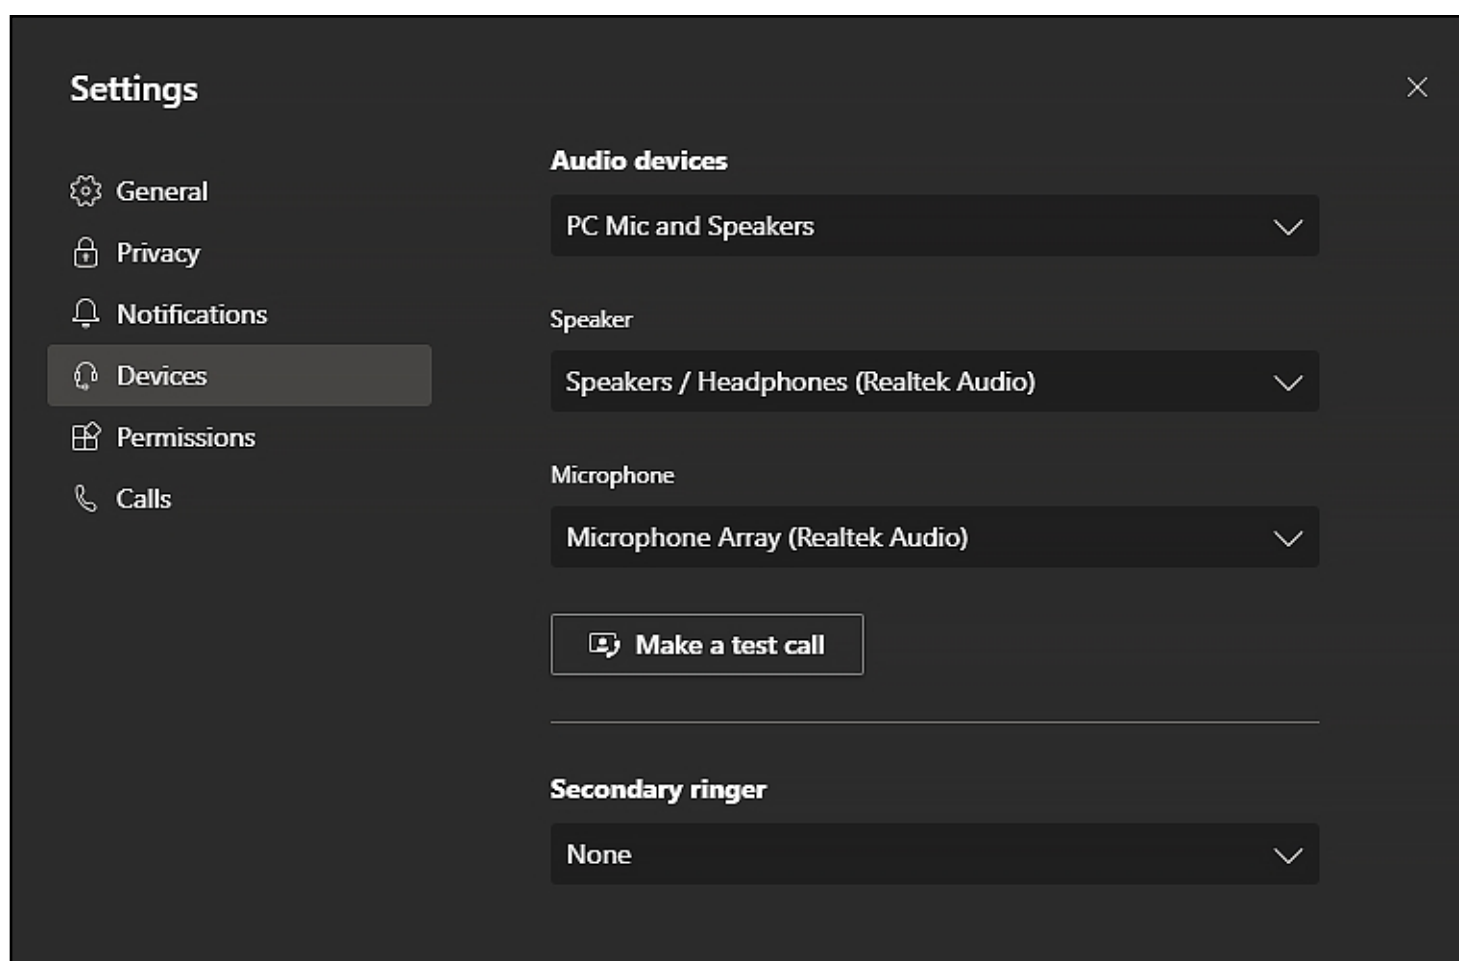 Settings
General
Privacy
Notifications
Devices
Permissions
Calls
Audio devices
PC Mic and Speakers
Speaker
Speakers / Headphones (Realtek Audio)
Microphone
Microphone Array (Realtek Audio)
Make a test call
Secondary ringer
None